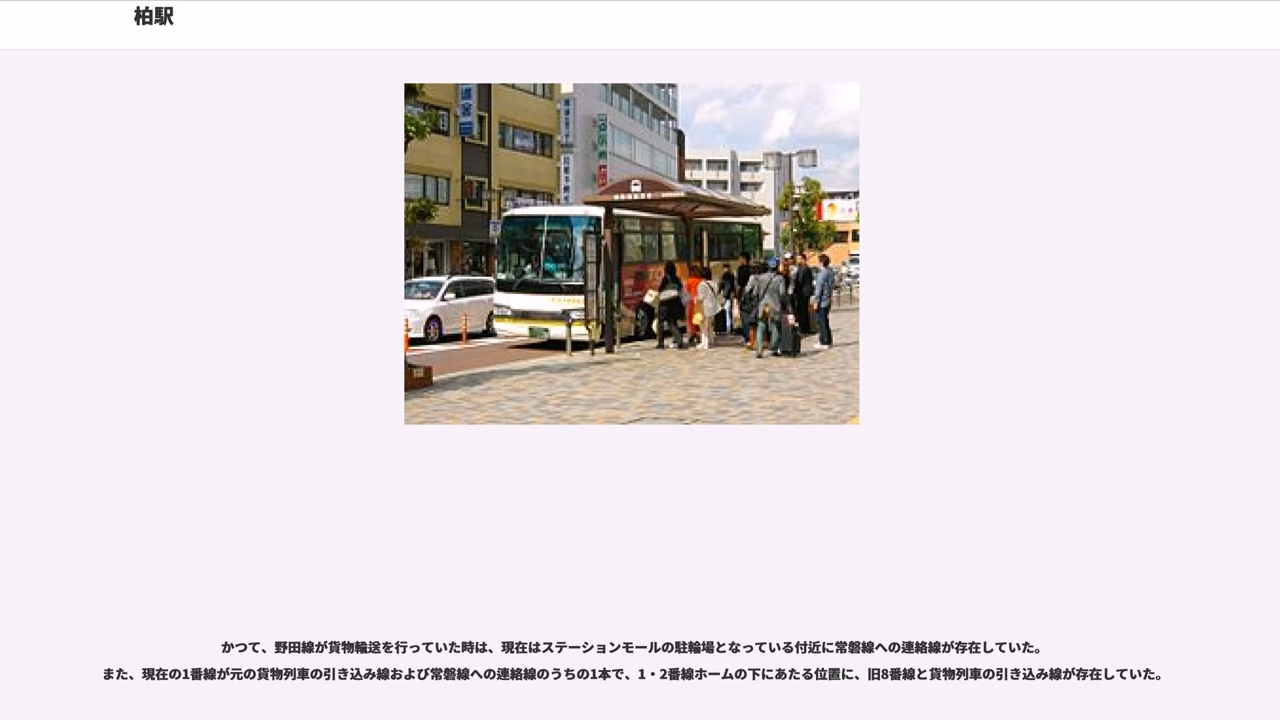 柏駅
かつて、野田線が貨物輸送を行っていた時は、現在はステーションモールの駐輪場となっている付近に常磐線への連絡線が存在していた。
また、現在の1番線が元の貨物列車の引き込み線および常磐線への連絡線のうちの1本で、1・2番線ホームの下にあたる位置に、旧8番線と貨物列車の引き込み線が存在していた。